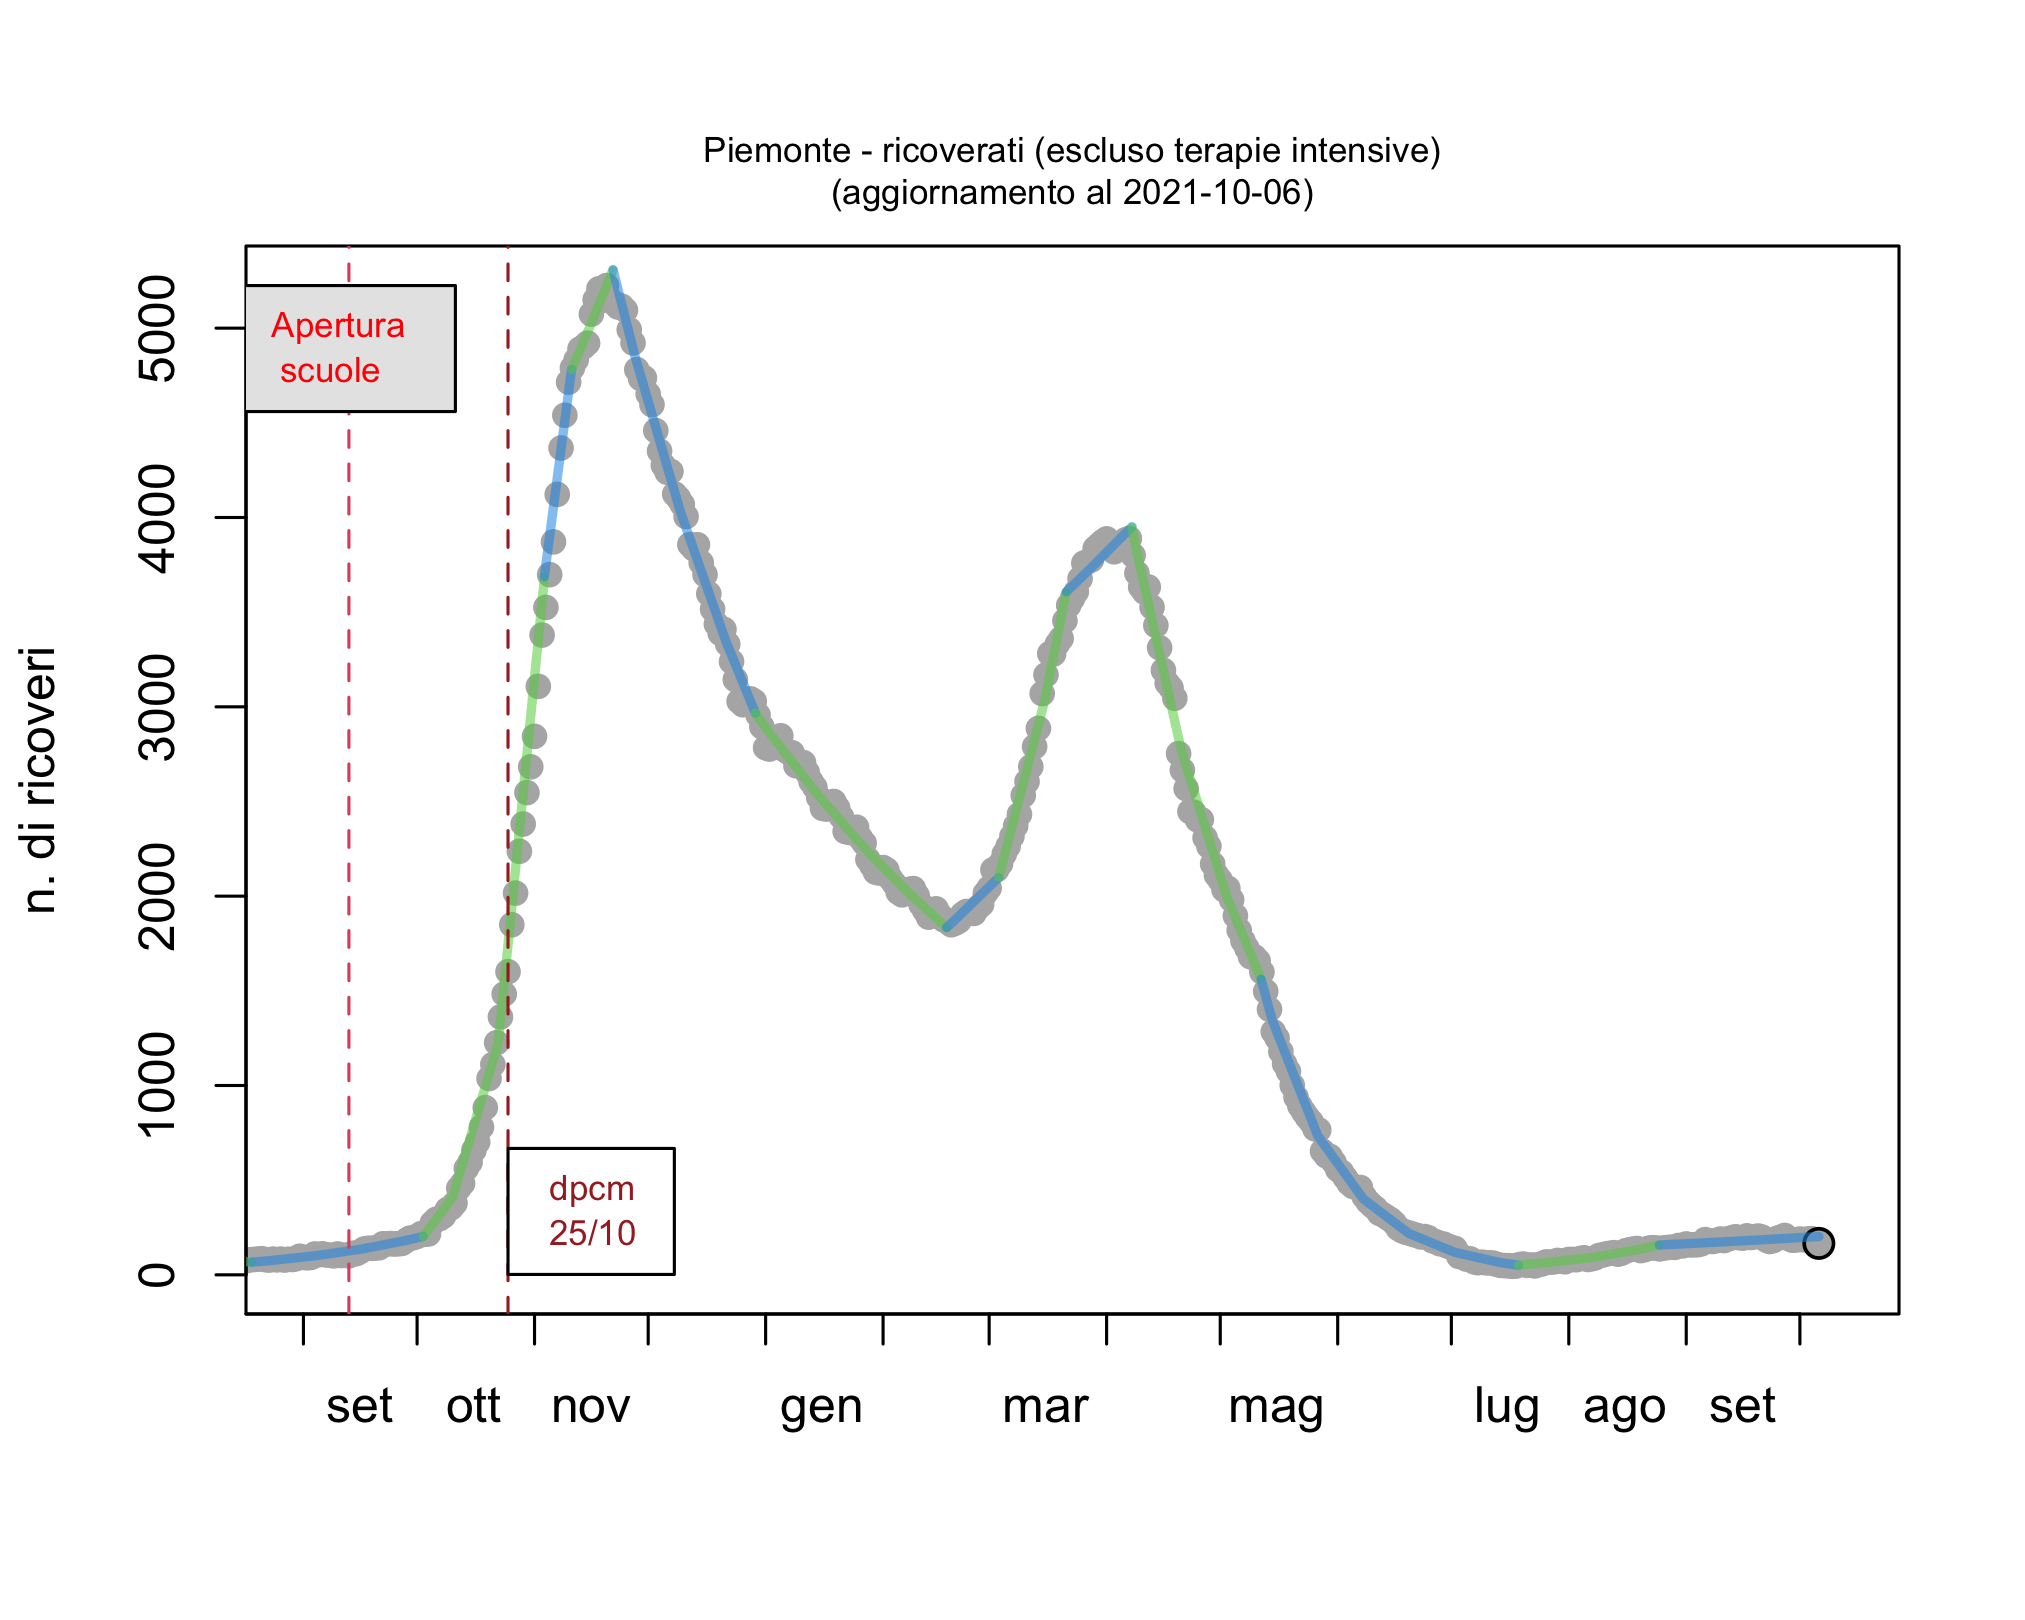 Piemonte - ricoverati (escluso terapie intensive)
(aggiornamento al 2021-10-06)
n. di ricoveri
5000
4000
3000
2000
1000
0
Apertura
scuole
dpcm
25/10
set ott nov gen mar mag lug ago set